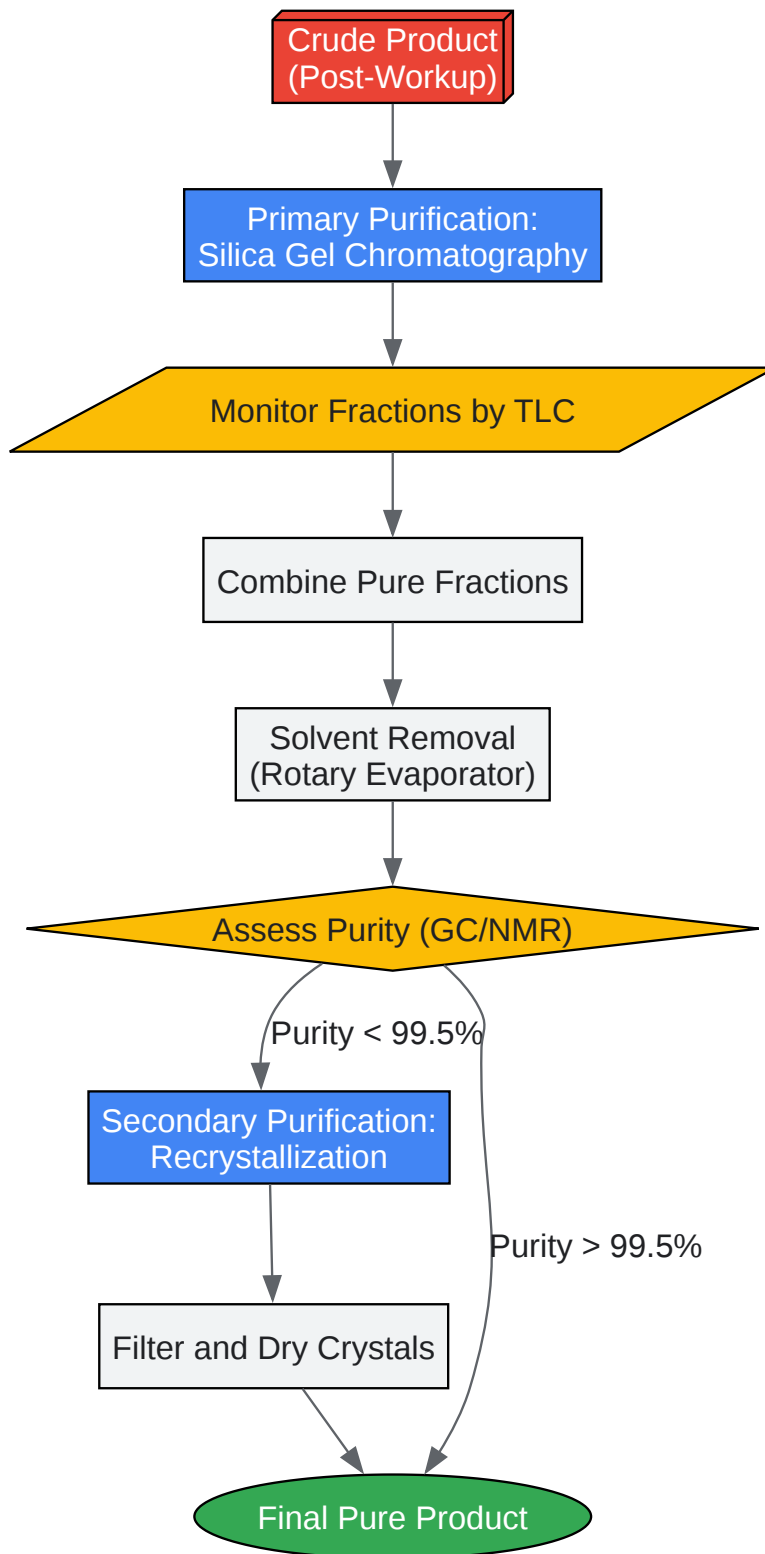 Crude Product
(Post-Workup)
Primary Purification:
Silica Gel Chromatography
Monitor Fractions by TLC
Combine Pure Fractions
Solvent Removal
(Rotary Evaporator)
Assess Purity (GC/NMR)
Purity < 99.5%
Secondary Purification:
Recrystallization
Purity > 99.5%
Filter and Dry Crystals
Final Pure Product